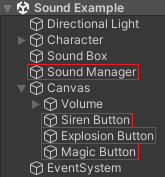 Sound Example
Directional Light
Character
Sound Box
Sound Manager
Canvas
Volume
Siren Button
Explosion Button
Magic Button
EventSystem